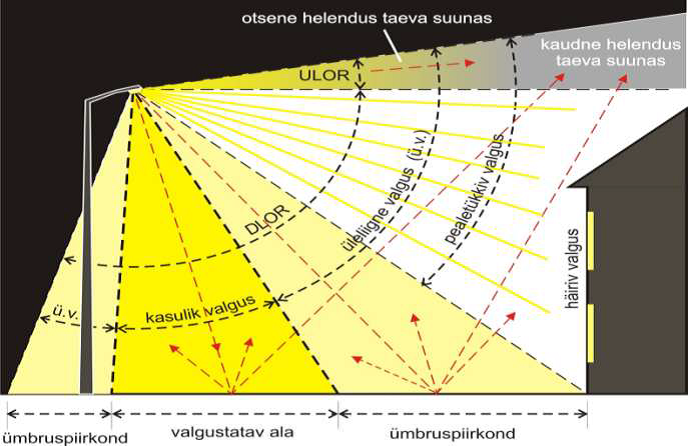 otsene helendus taeva suunas
kaudne helendus
taeva suunas
ULOR
DLOR
üleliigne valgus (ü.v.)
pealetükkiv valgus
häiriv valgus
ü.v.
kasulik valgus
ümbruspiirkond
valgustatav ala
ümbruspiirkond